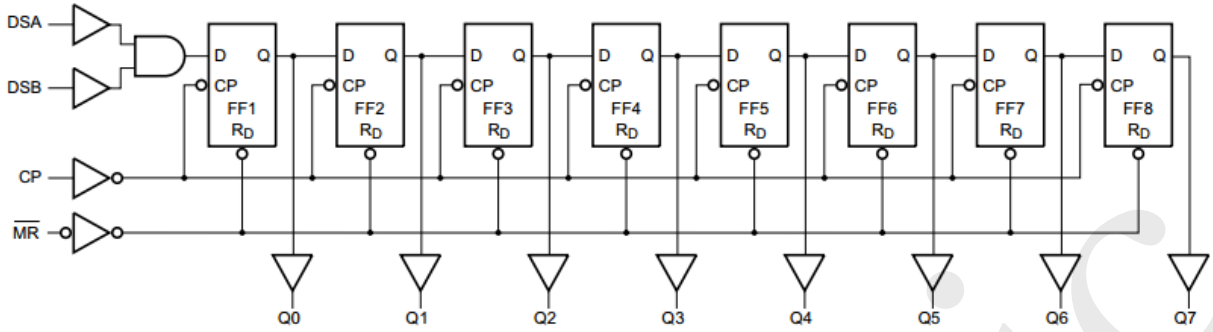 DSA
DSB
CP
MR
D Q
CP
FF1
RD
D Q
CP
FF2
RD
D Q
CP
FF3
RD
D Q
CP
FF4
RD
D Q
CP
FF5
RD
D Q
CP
FF6
RD
D Q
CP
FF7
RD
D Q
CP
FF8
RD
Q0 Q1 Q2 Q3 Q4 Q5 Q6 Q7